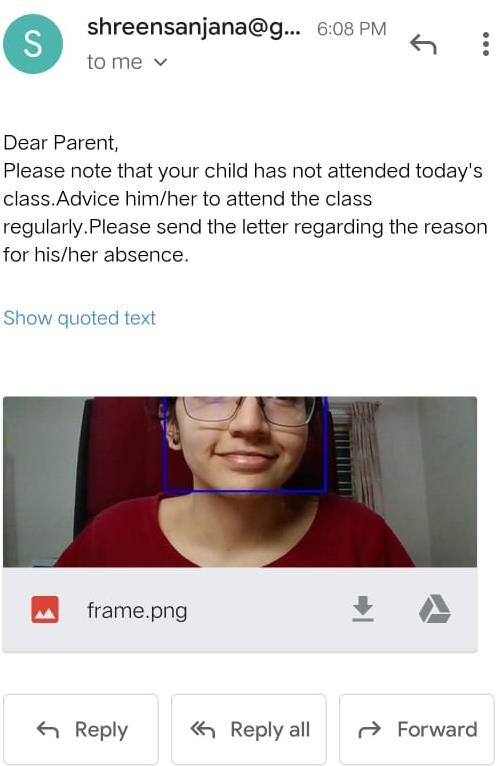 S
shreensanjana@g... 6:08 PM
to me
Dear Parent,
Please note that your child has not attended today's
class.Advice him/her to attend the class
regularly.Please send the letter regarding the reason
for his/her absence.
Show quoted text
frame.png
Reply
Reply all
Forward